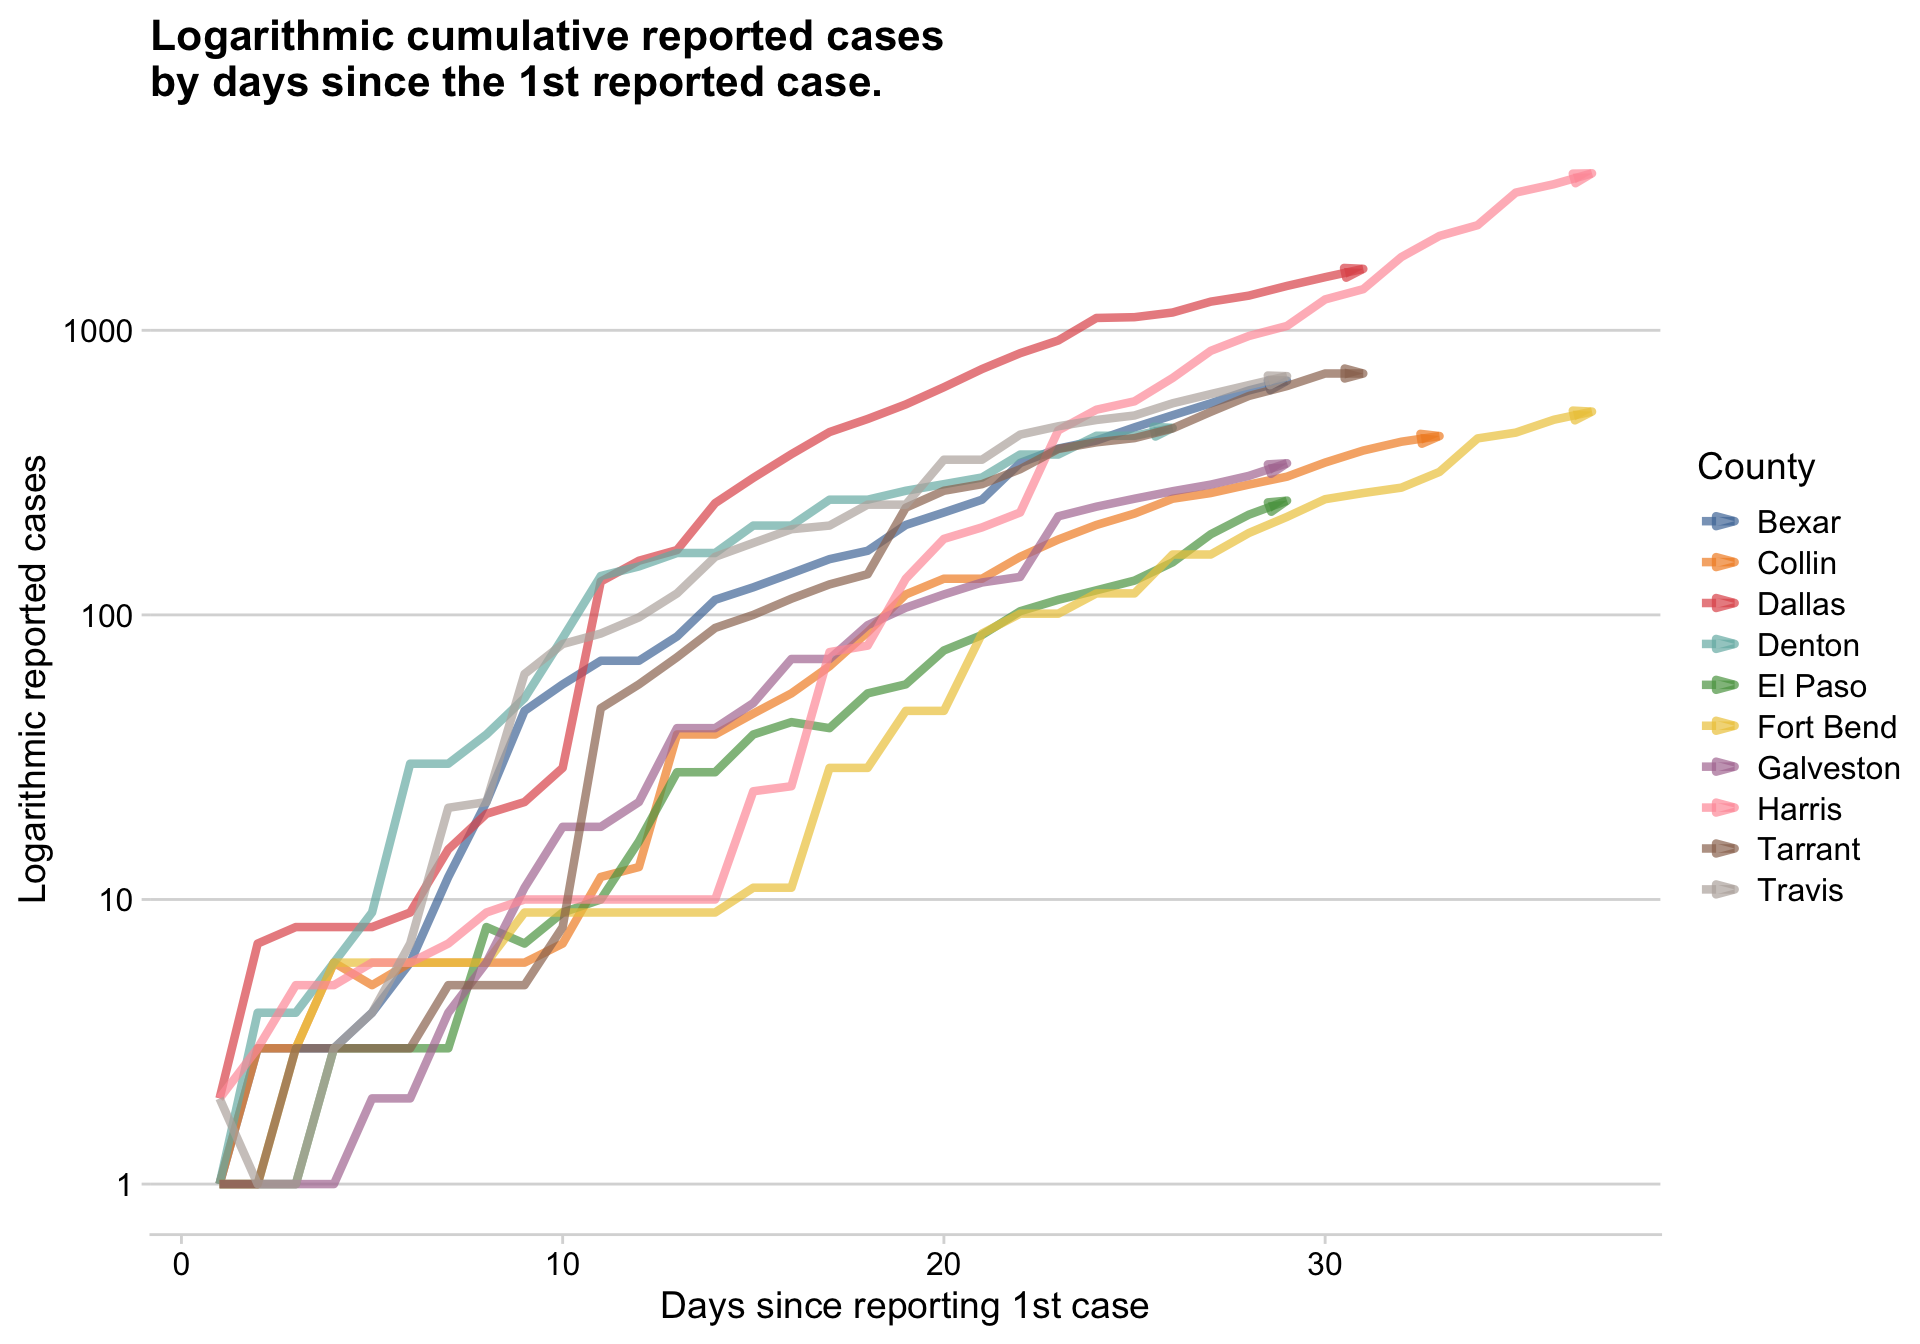 Logarithmic cumulative reported cases
by days since the 1st reported case.
Logarithmic reported cases
1000
100
10
1
0
10
20
30
Days since reporting 1st case
County
Bexar
Collin
Dallas
Denton
El Paso
Fort Bend
Galveston
Harris
Tarrant
Travis